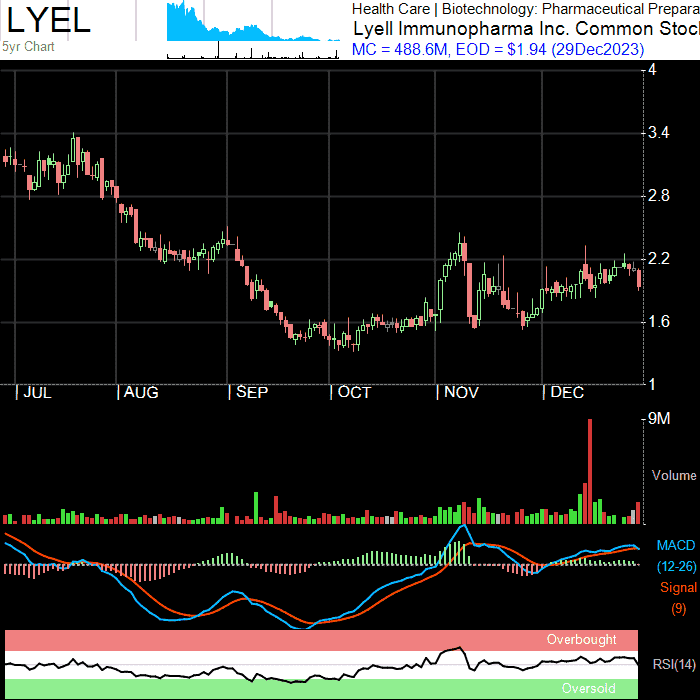 LYEL
5yr Chart
Health Care | Biotechnology: Pharmaceutical Prepara
Lyell Immunopharma Inc. Common Stoc
MC = 488.6M, EOD = $1.94 (29Dec2023)
4
3.4
2.8
2.2
1.6
1
JUL AUG SEP OCT NOV DEC
9M
Volume
MACD
(12-26)
Signal
(9)
Overbought
RSI(14)
Oversold